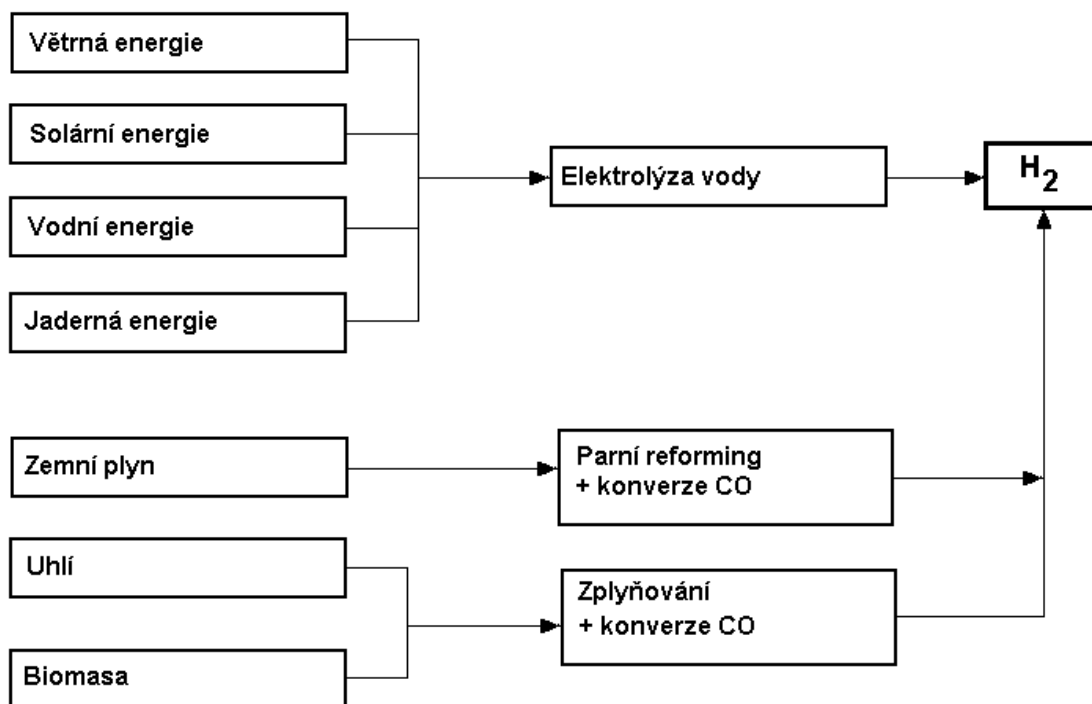 Větrná energie
Solární energie
Vodní energie
Jaderná energie
Elektrolýza vody
H2
Zemní plyn
Parní reforming
+ konverze CO
Uhlí
Biomasa
Zplyňování
+ konverze CO